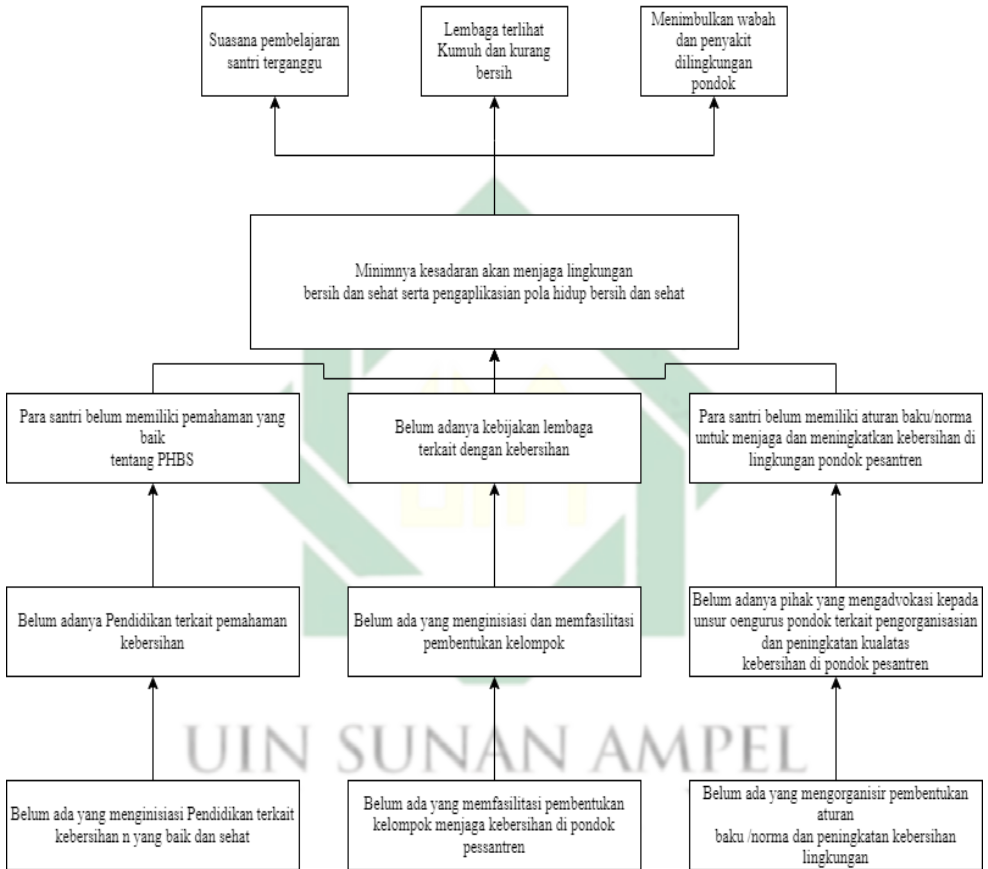 Suasana pembelajaran
santri terganggu
Lembaga terlihat
Kumuh dan kurang
bersih
Menimbulkan wabah
dan penyakit
dilingkungan
pondok
Minimnya kesadaran akan menjaga lingkungan
bersih dan sehat serta pengaplikasian pola hidup bersih dan sehat
Para santri belum memiliki pemahaman yang
baik
tentang PHBS
Belum adanya kebijakan lembaga
terkait dengan kebersihan
Para santri belum memiliki aturan baku/norma
untuk menjaga dan meningkatkan kebersihan di
lingkungan pondok pesantren
Belum adanya Pendidikan terkait pemahaman
kebersihan
Belum ada yang menginisiasi dan memfasilitasi
pembentukan kelompok
Belum adanya pihak yang mengadvokasi kepada
unsur oengurus pondok terkait pengorganisasian
dan peningkatan kualatas
kebersihan di pondok pesantren
UIN SUNAN AMPEL
Belum ada yang menginisiasi Pendidikan terkait
kebersihan n yang baik dan sehat
Belum ada yang memfasilitasi pembentukan
kelompok menjaga kebersihan di pondok
pessantren
Belum ada yang mengorganisir pembentukan
aturan
baku /norma dan peningkatan kebersihan
lingkungan